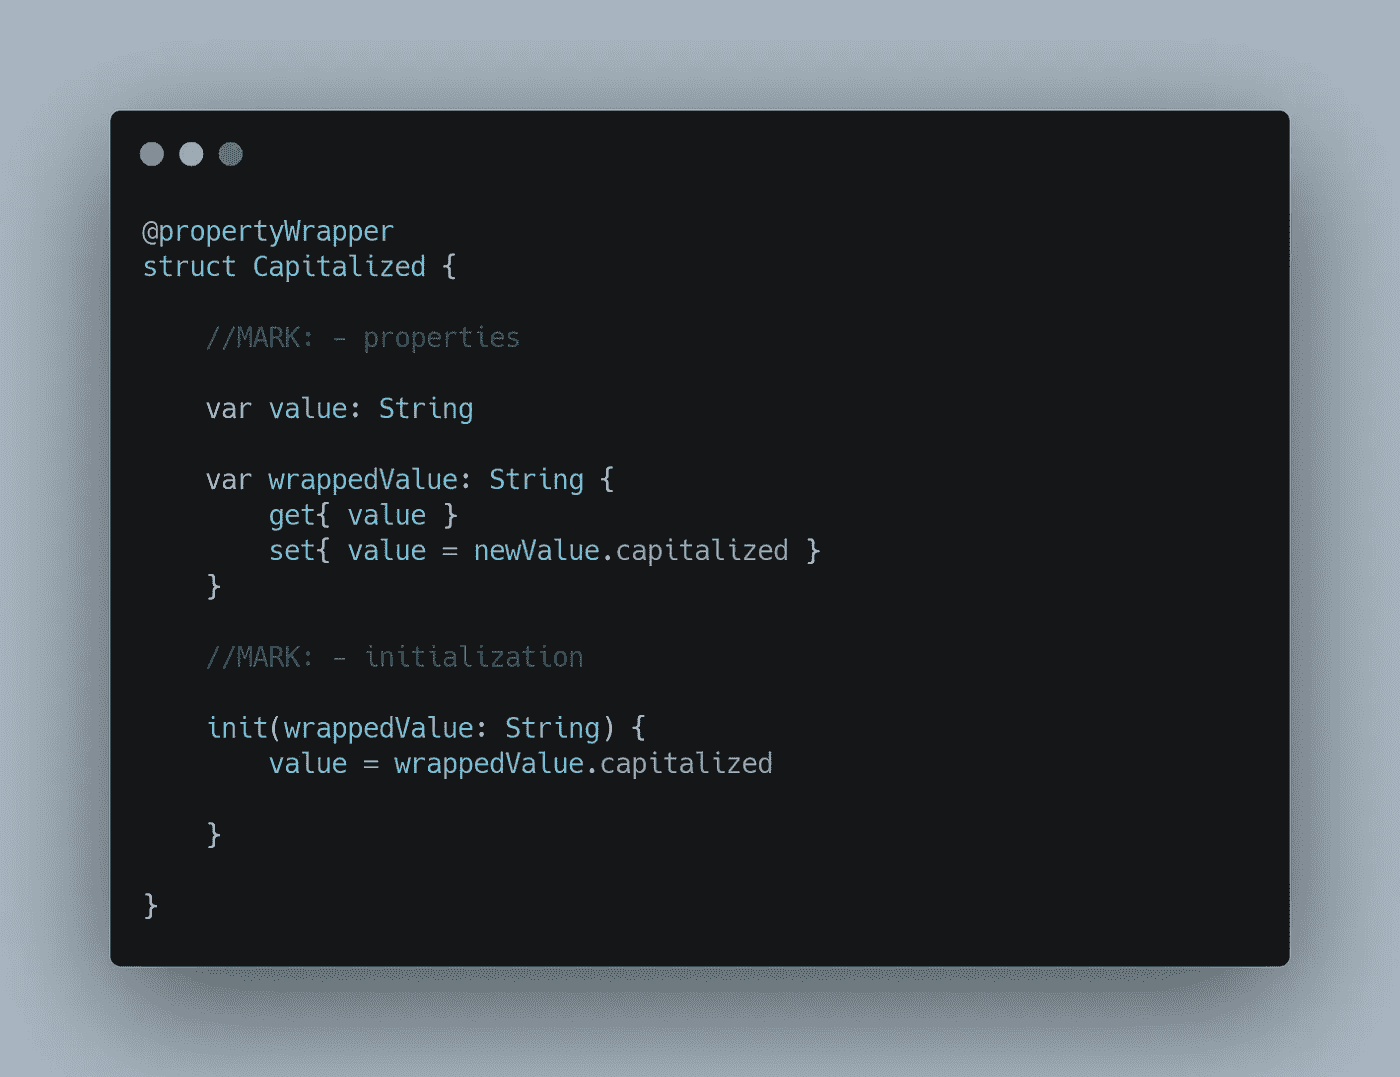 @propertyWrapper
struct Capitalized {
//MARK: - properties
var value: String
var wrappedValue: String {
get{ value }
set{ value = newValue.capitalized }
}
//MARK: - initialization
init(wrappedValue: String) {
value = wrappedValue.capitalized
}
}